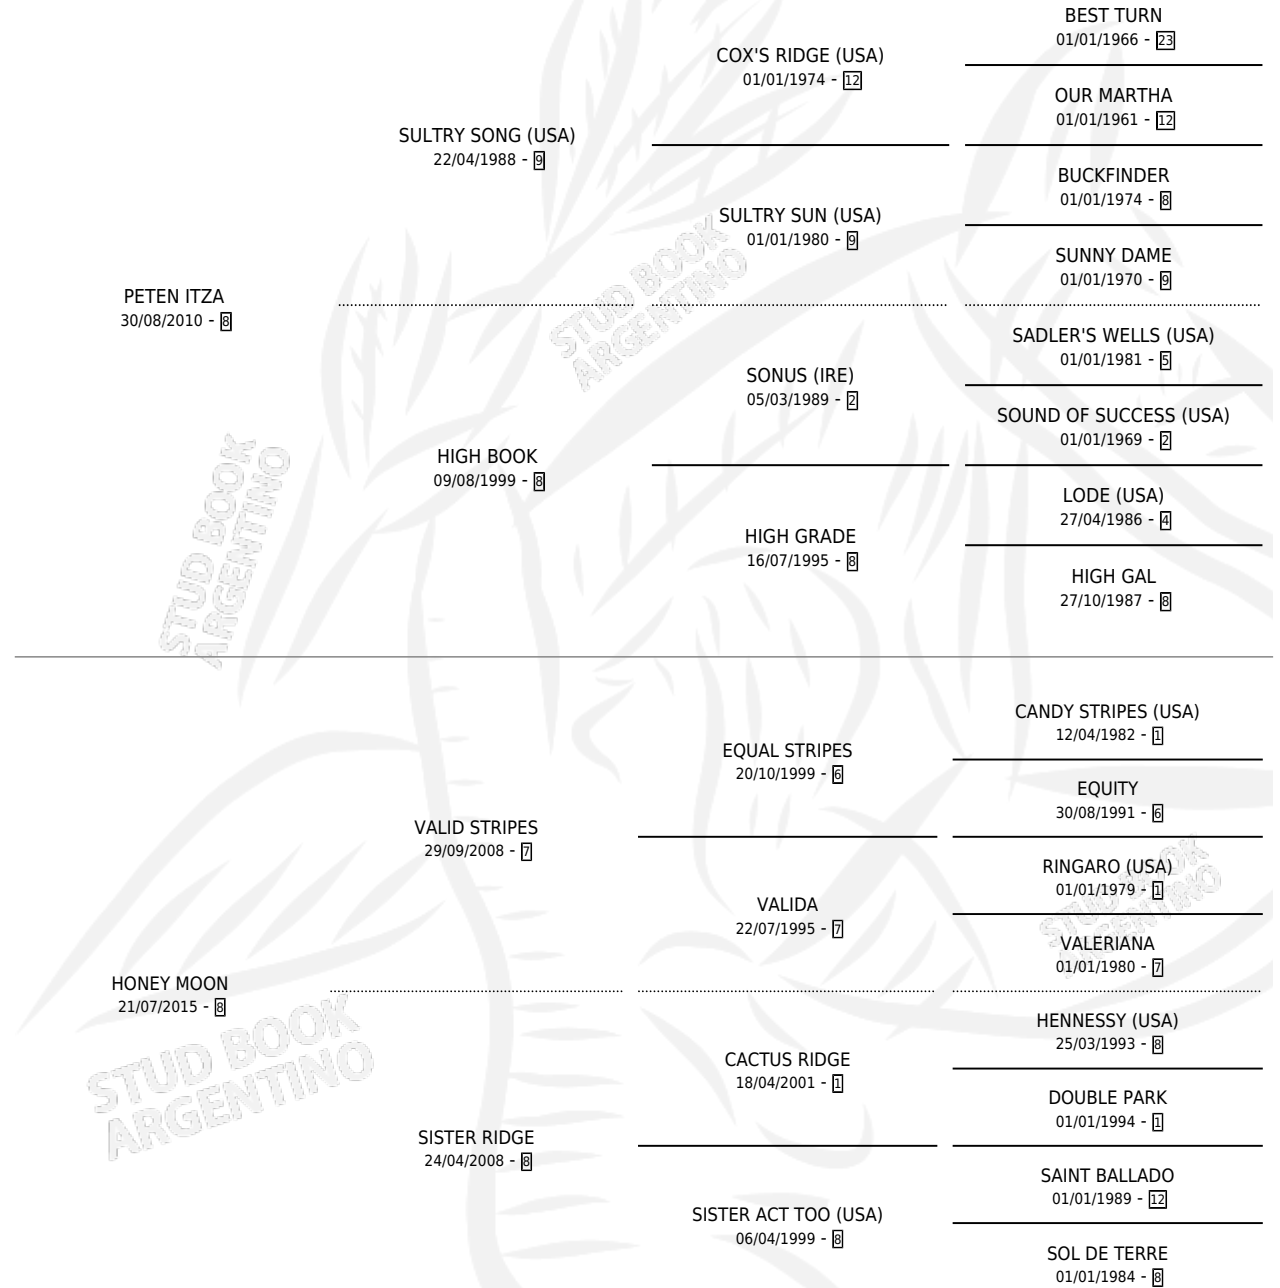 BEST TURN
01/01/1966 - 23
COX'S RIDGE (USA)
01/01/1974 - 12
OUR MARTHA
01/01/1961 - 12
SULTRY SONG (USA)
22/04/1988 - 9
BUCKFINDER
01/01/1974 - 8
SULTRY SUN (USA)
01/01/1980 - 9
SUNNY DAME
01/01/1970 - 9
PETEN ITZA
30/08/2010 - 8
SADLER'S WELLS (USA)
01/01/1981 - 5
SONUS (IRE)
05/03/1989 - 2
SOUND OF SUCCESS (USA)
01/01/1969 - 2
HIGH BOOK
09/08/1999 - 8
LODE (USA)
27/04/1986 - 4
HIGH GRADE
16/07/1995 - 8
HIGH GAL
27/10/1987 - 8
STUD BOOK
ARGENTINO
STUD BOOK
ARGENTINO
CANDY STRIPES (USA)
12/04/1982 - 1
EQUAL STRIPES
20/10/1999 - 6
EQUITY
30/08/1991 - 6
VALID STRIPES
29/09/2008 - 7
RINGARO (USA)
01/01/1979 - 1
VALIDA
22/07/1995 - 7
VALERIANA
01/01/1980 - 7
STUD BOOK
ARGENTINO
HONEY MOON
21/07/2015 - 8
HENNESSY (USA)
25/03/1993 - 8
CACTUS RIDGE
18/04/2001 - 1
DOUBLE PARK
01/01/1994 - 1
STUD BOOK
ARGENTINO
SISTER RIDGE
24/04/2008 - 8
SAINT BALLADO
01/01/1989 - 12
SISTER ACT TOO (USA)
06/04/1999 - 8
SOL DE TERRE
01/01/1984 - 8